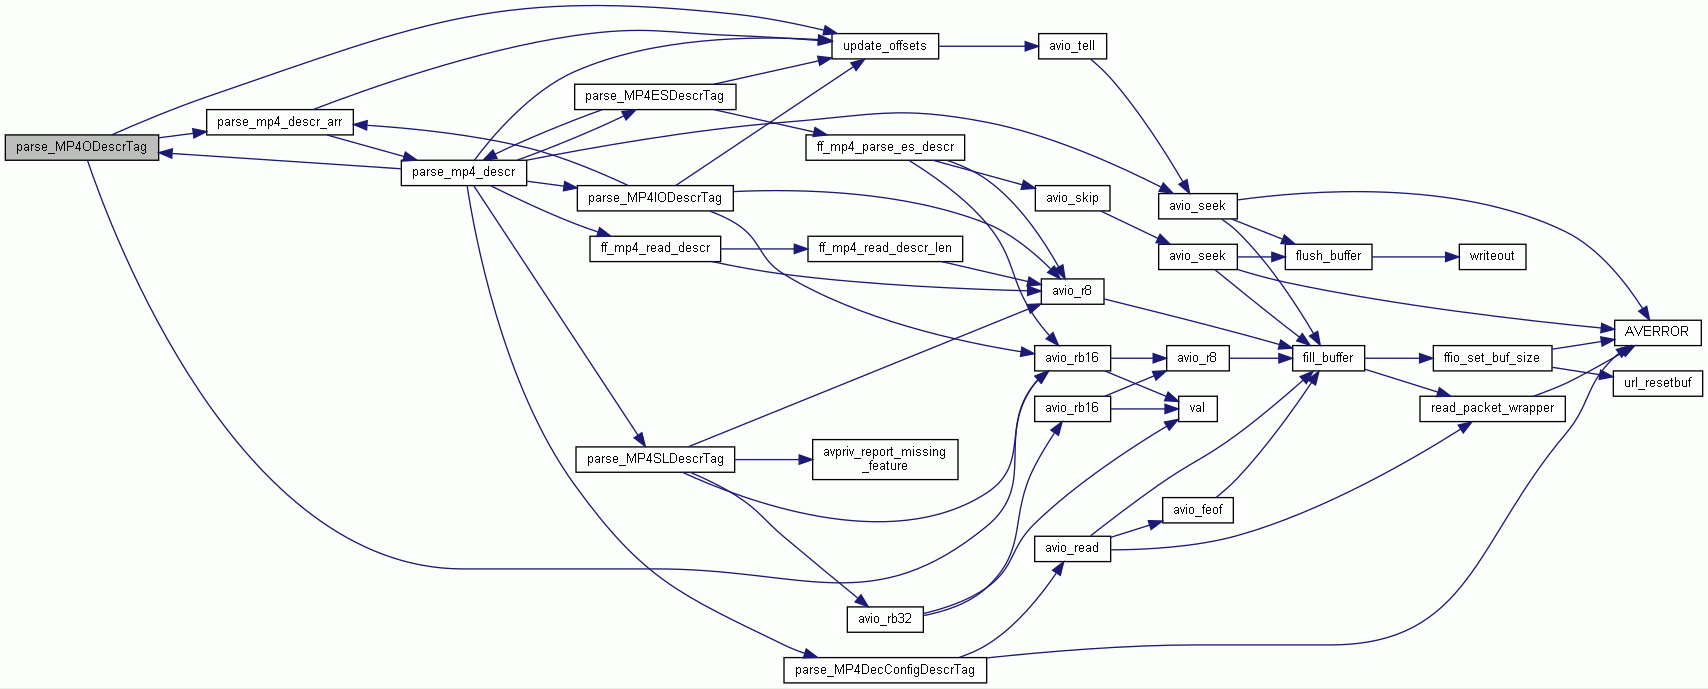 update_offsets
avio_tell
parse_MP4ESDescrTag
parse_mp4_descr_arr
parse_MP4ODescrTag
ff_mp4_parse_es_descr
parse_mp4_descr
parse_MP4IODescrTag
avio_skip
avio_seek
ff_mp4_read_descr
ff_mp4_read_descr_len
avio_seek
flush_buffer
writeout
avio_r8
AVERROR
avio_rb16
avio_r8
fill_buffer
ffio_set_buf_size
url_resetbuf
avio_rb16
val
read_packet_wrapper
parse_MP4SLDescrTag
avpriv_report_missing
_feature
avio_feof
avio_read
avio_rb32
parse_MP4DecConfigDescrTag